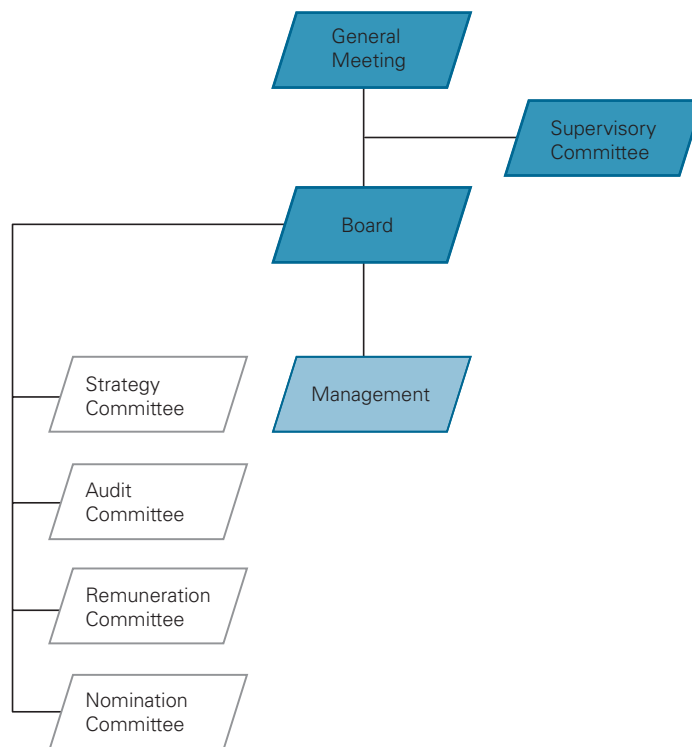 General
Meeting
Supervisory
Committee
Board
Management
Strategy
Committee
Audit
Committee
Remuneration
Committee
Nomination
Committee